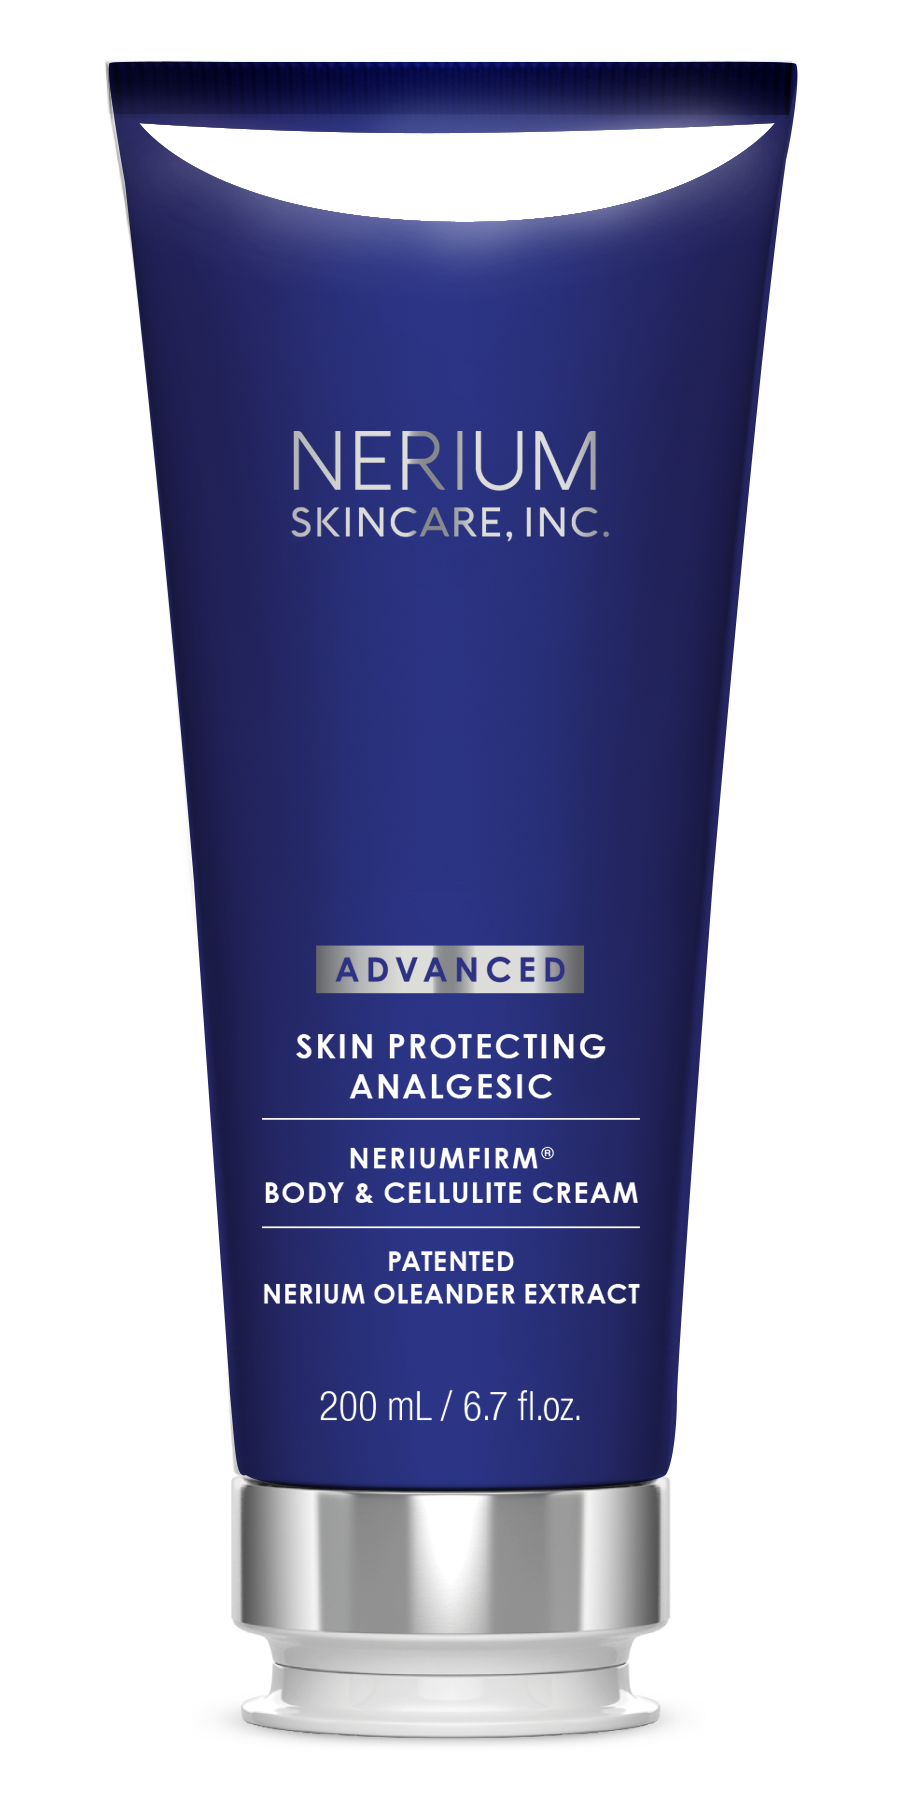 NERIUM
SKINCARE, INC.
ADVANCED
SKIN PROTECTING
ANALGESIC
NERIUMFIRM®
BODY & CELLULITE CREAM
PATENTED
NERIUM OLEANDER EXTRACT
200 mL / 6.7 fl.oz.